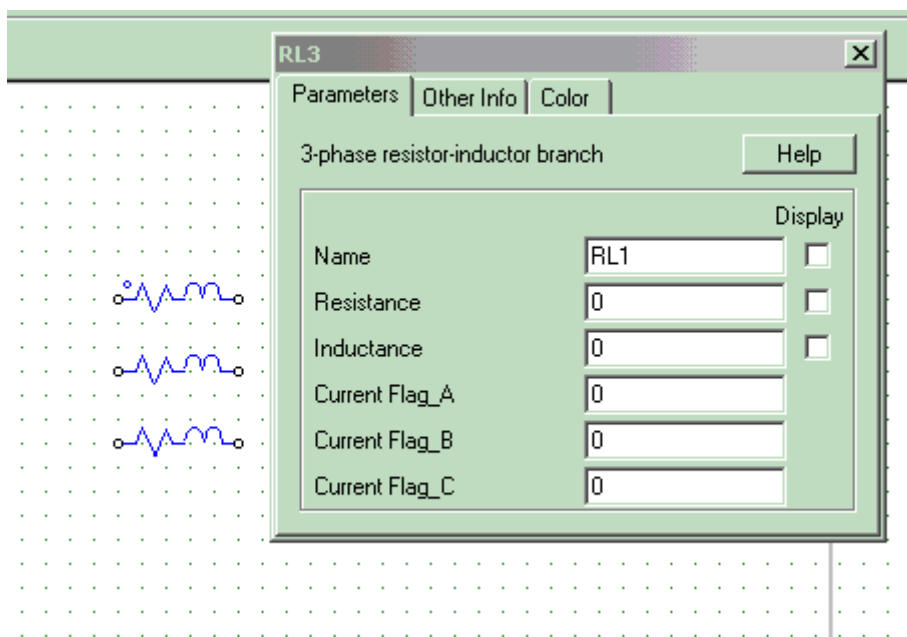 RL3
Parameters Other Info Color
3-phase resistor-inductor branch Help
Display
Name RL1
Resistance 0
Inductance 0
Current Flag_A 0
Current Flag_B 0
Current Flag_C 0